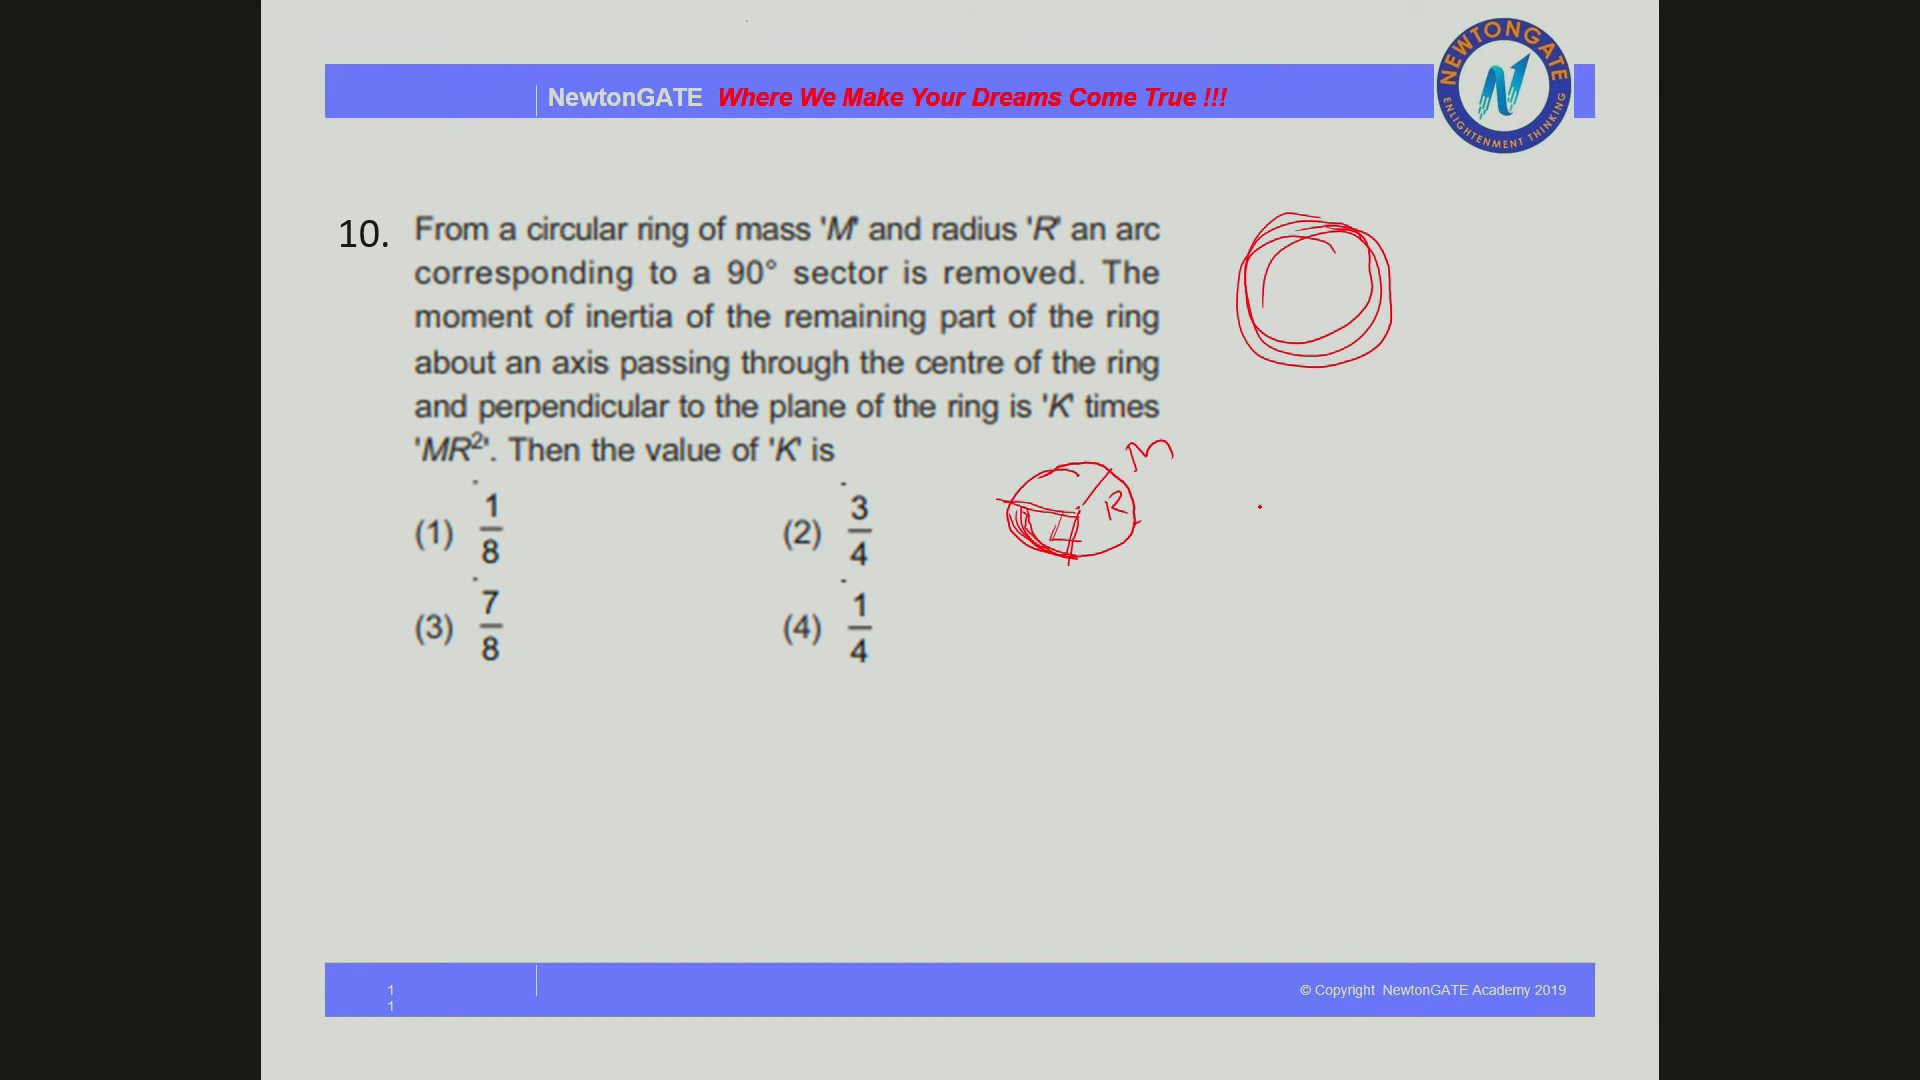 NEWTONGATE
ENLIGHTENMENT THINKING
NewtonGATE Where We Make Your Dreams Come True !!!
10. From a circular ring of mass 'M' and radius 'R' an arc
corresponding to a 90° sector is removed. The
moment of inertia of the remaining part of the ring
about an axis passing through the centre of the ring
and perpendicular to the plane of the ring is 'K' times
'MR²'. Then the value of 'K' is
M
R
(1) 1/8 (2) 3/4
(3) 7/8 (4) 1/4
1
1
© Copyright NewtonGATE Academy 2019